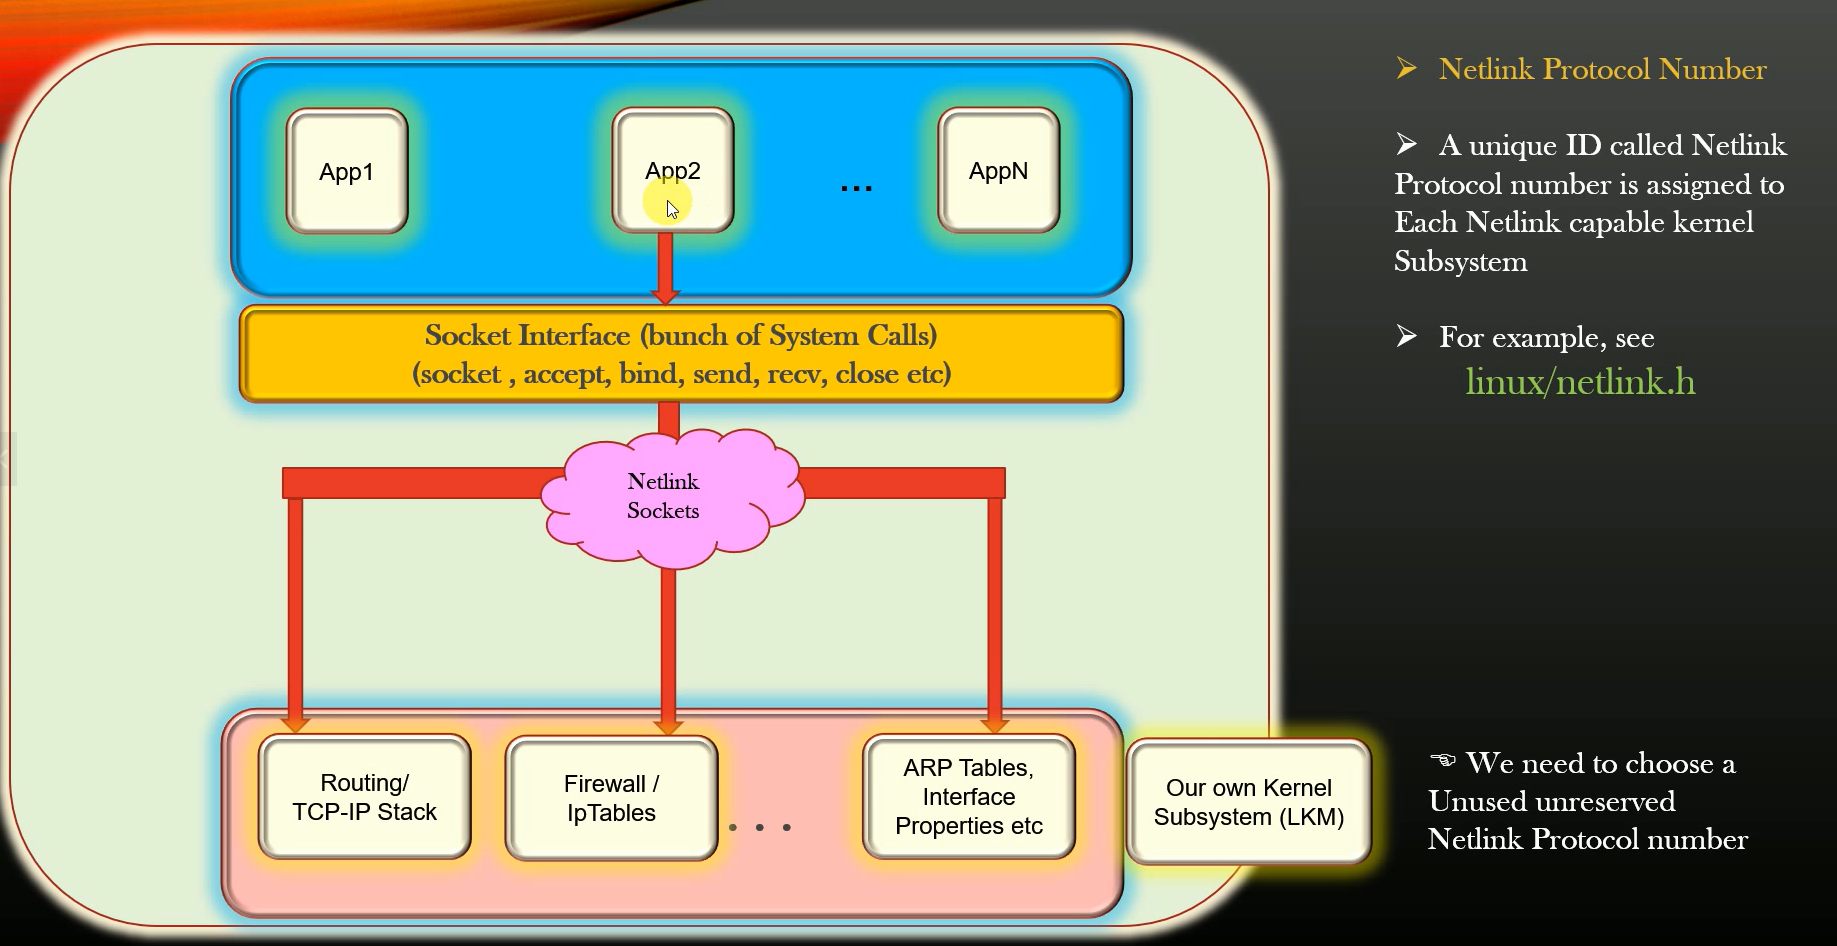 App1
App2
...
AppN
Socket Interface (bunch of System Calls)
(socket , accept, bind, send, recv, close etc)
Netlink
Sockets
Routing/
TCP-IP Stack
Firewall /
IpTables
. . .
ARP Tables,
Interface
Properties etc
Our own Kernel
Subsystem (LKM)
➢ Netlink Protocol Number
➢ A unique ID called Netlink
Protocol number is assigned to
Each Netlink capable kernel
Subsystem
➢ For example, see
linux/netlink.h
☜ We need to choose a
Unused unreserved
Netlink Protocol number